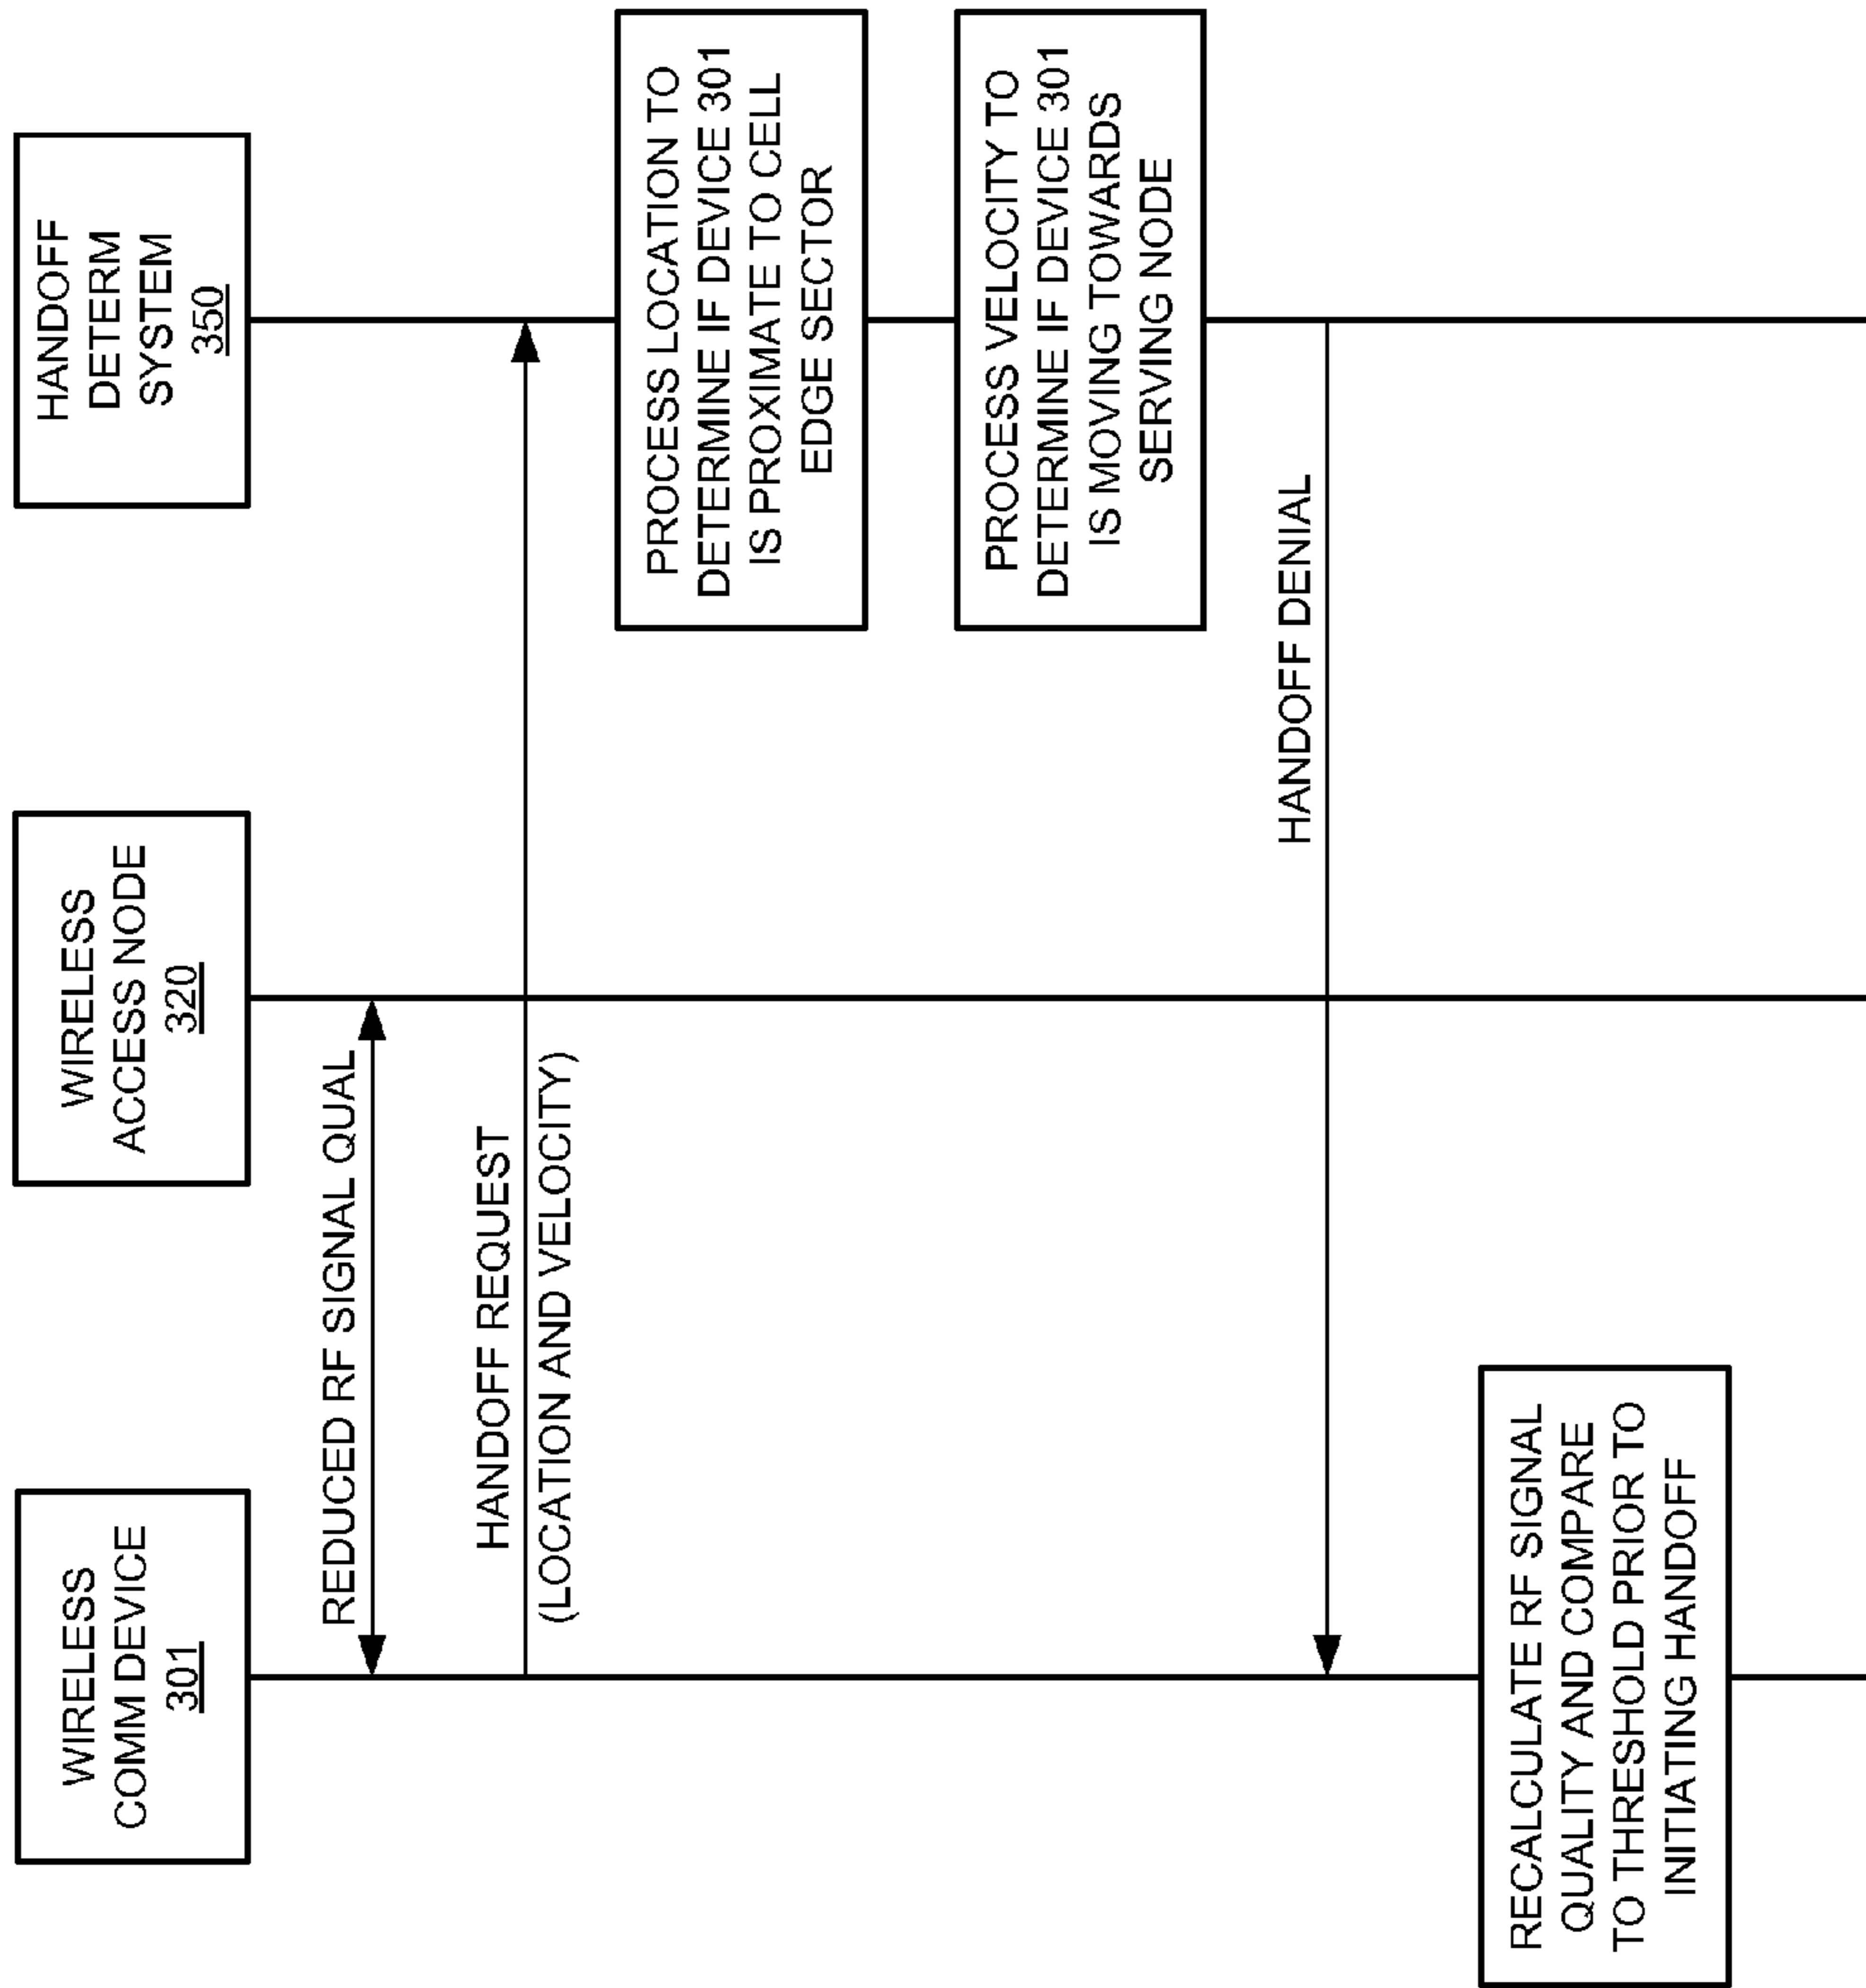 WIRELESS
COMM DEVICE
301
WIRELESS
ACCESS NODE
320
HANDOFF
DETERM
SYSTEM
350
REDUCED RF SIGNAL QUAL
HANDOFF REQUEST
(LOCATION AND VELOCITY)
PROCESS LOCATION TO
DETERMINE IF DEVICE 301
IS PROXIMATE TO CELL
EDGE SECTOR
PROCESS VELOCITY TO
DETERMINE IF DEVICE 301
IS MOVING TOWARDS
SERVING NODE
HANDOFF DENIAL
RECALCULATE RF SIGNAL
QUALITY AND COMPARE
TO THRESHOLD PRIOR TO
INITIATING HANDOFF